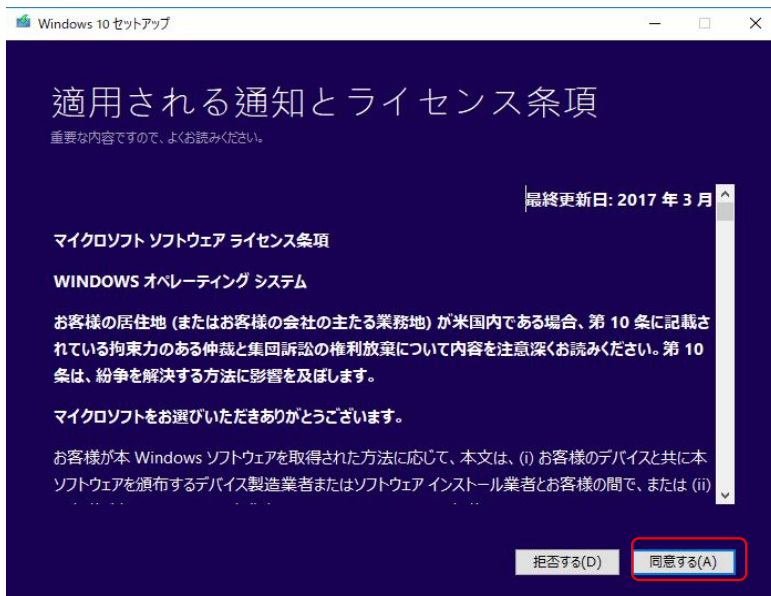 Windows 10 セットアップ
適用される通知とライセンス条項
重要な内容ですので、よくお読みください。
最終更新日: 2017 年 3 月
マイクロソフト ソフトウェア ライセンス条項
WINDOWS オペレーティング システム
お客様の居住地 (またはお客様の会社の主たる業務地) が米国内である場合、第 10 条に記載さ
れている拘束力のある仲裁と集団訴訟の権利放棄について内容を注意深くお読みください。第 10
条は、紛争を解決する方法に影響を及ぼします。
マイクロソフトをお選びいただきありがとうございます。
お客様が本 Windows ソフトウェアを取得された方法に応じて、本文は、(i) お客様のデバイスと共に本
ソフトウェアを頒布するデバイス製造業者またはソフトウェア インストール業者とお客様の間で、または (ii)
拒否する(D)
同意する(A)